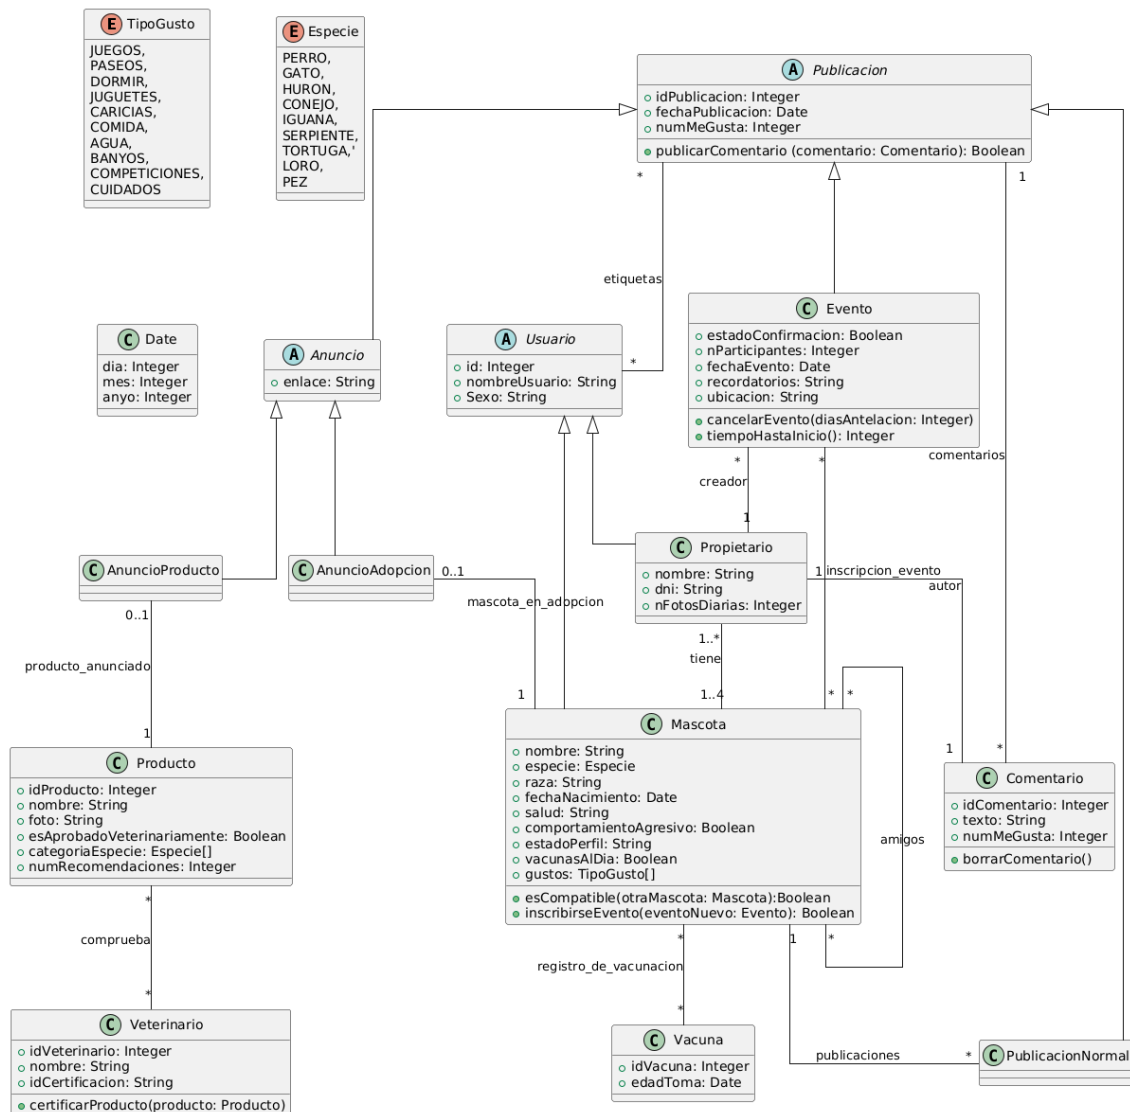 E TipoGusto
JUEGOS,
PASEOS,
DORMIR,
JUGUETES,
CARICIAS,
COMIDA,
AGUA,
BANYOS,
COMPETICIONES,
CUIDADOS
E Especie
PERRO,
GATO,
HURON,
CONEJO,
IGUANA,
SERPIENTE,
TORTUGA,'
LORO,
PEZ
A Publicacion
idPublicacion: Integer
fechaPublicacion: Date
numMeGusta: Integer
publicarComentario (comentario: Comentario): Boolean
*
1
etiquetas
*
C Date
dia: Integer
mes: Integer
anyo: Integer
A Anuncio
enlace: String
A Usuario
id: Integer
nombreUsuario: String
Sexo: String
C Evento
estadoConfirmacion: Boolean
nParticipantes: Integer
fechaEvento: Date
recordatorios: String
ubicacion: String
cancelarEvento(diasAntelacion: Integer)
tiempoHastaInicio(): Integer
*
*
creador
1
comentarios
C AnuncioProducto
C AnuncioAdopcion
0..1
mascota_en_adopcion
1
C Propietario
nombre: String
dni: String
nFotosDiarias: Integer
1
inscripcion_evento
autor
0..1
producto_anunciado
1
1..*
tiene
1..4
*
*
1
*
C Producto
idProducto: Integer
nombre: String
foto: String
esAprobadoVeterinariamente: Boolean
categoriaEspecie: Especie[]
numRecomendaciones: Integer
C Mascota
nombre: String
especie: Especie
raza: String
fechaNacimiento: Date
salud: String
comportamientoAgresivo: Boolean
estadoPerfil: String
vacunasAlDia: Boolean
gustos: TipoGusto[]
esCompatible(otraMascota: Mascota):Boolean
inscribirseEvento(eventoNuevo: Evento): Boolean
amigos
C Comentario
idComentario: Integer
texto: String
numMeGusta: Integer
borrarComentario()
*
comprueba
*
*
registro_de_vacunacion
*
1
*
publicaciones
*
C Veterinario
idVeterinario: Integer
nombre: String
idCertificacion: String
certificarProducto(producto: Producto)
C Vacuna
idVacuna: Integer
edadToma: Date
C PublicacionNormal